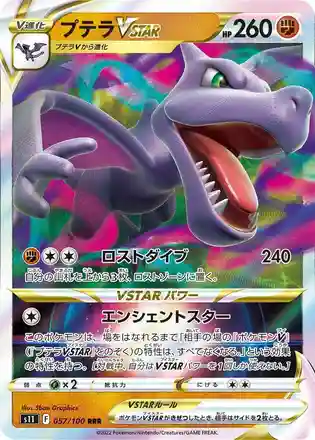 V進化 プテラVSTAR HP 260
プテラVから進化
ロストダイブ 240
自分の山札を上から3枚、ロストゾーンに置く。
VSTARパワー
エンシェントスター
このポケモンは、場をはなれるまで「相手の場の『ポケモンV』
(『プテラVSTAR』をのぞく)の特性は、すべてなくなる。」という効果
の特性を持つ。[対戦中、自分はVSTARパワーを1回しか使えない。]
弱点 ×2 抵抗力 にげる
Illus. 5ban Graphics
VSTARルール
s11 F 057/100 RRR
ポケモンVSTARがきぜつしたとき、相手はサイドを2枚とる。
©2022 Pokémon/Nintendo/Creatures/GAME FREAK.